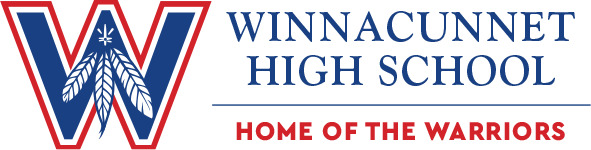 W
WINNACUNNET
HIGH SCHOOL
HOME OF THE WARRIORS